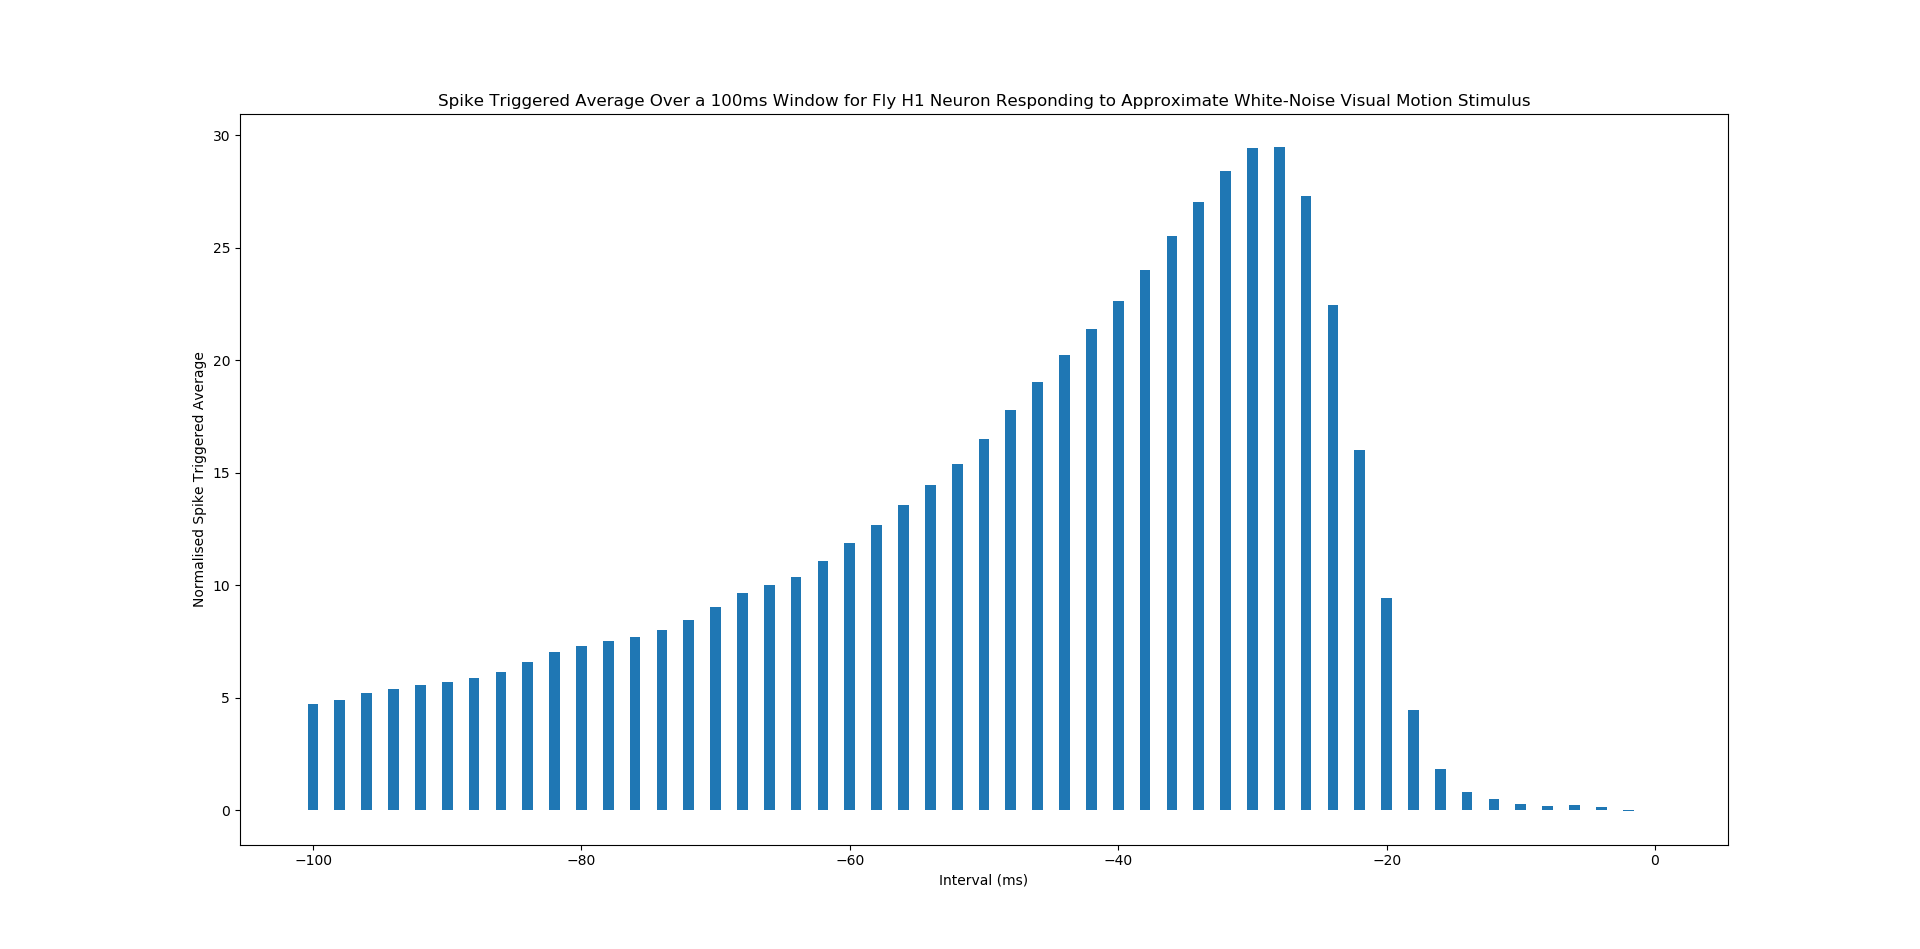 Spike Triggered Average Over a 100ms Window for Fly H1 Neuron Responding to Approximate White-Noise Visual Motion Stimulus
30
25
20
15
10
5
0
Normalised Spike Triggered Average
−100 −80 −60 −40 −20 0
Interval (ms)